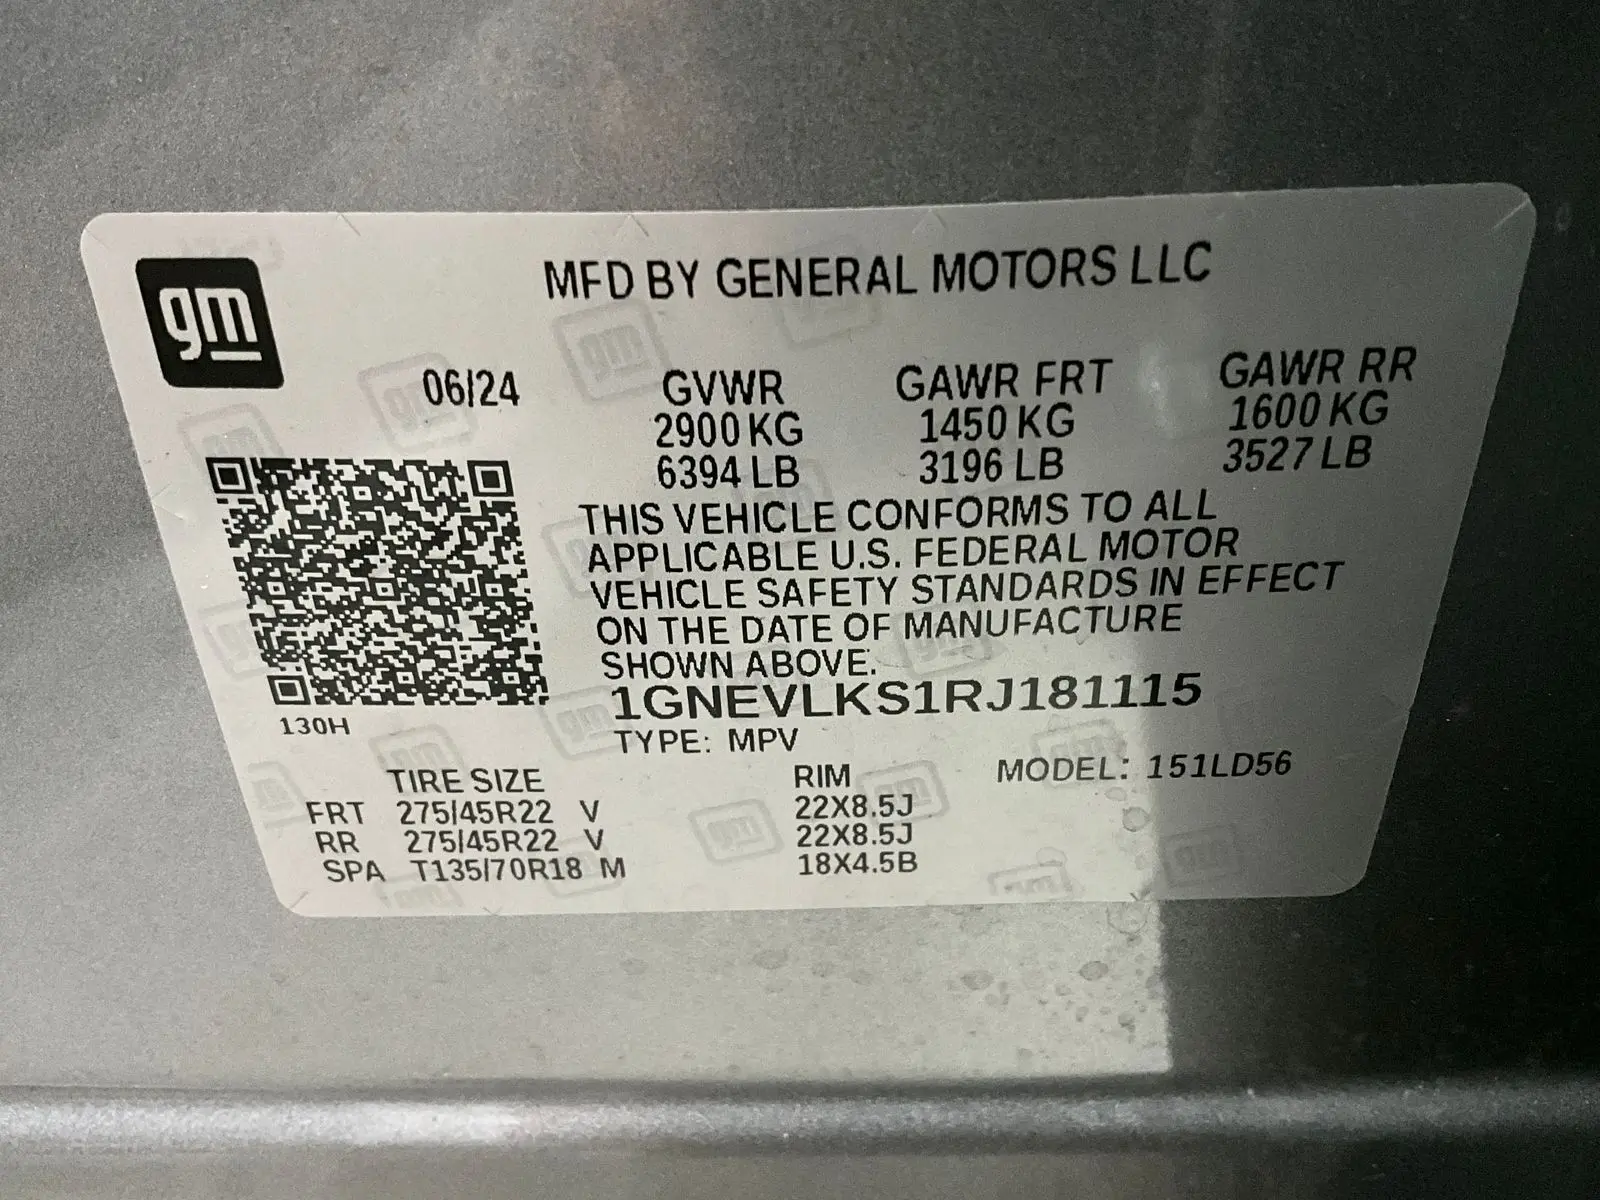 gm
MFD BY GENERAL MOTORS LLC
06/24 GVWR GAWR FRT GAWR RR
2900 KG 1450 KG 1600 KG
6394 LB 3196 LB 3527 LB
THIS VEHICLE CONFORMS TO ALL
APPLICABLE U.S. FEDERAL MOTOR
VEHICLE SAFETY STANDARDS IN EFFECT
ON THE DATE OF MANUFACTURE
SHOWN ABOVE.
1GNEVLKS1RJ181115
130H
TYPE: MPV
MODEL: 151LD56
TIRE SIZE RIM
FRT 275/45R22 V 22X8.5J
RR 275/45R22 V 22X8.5J
SPA T135/70R18 M 18X4.5B